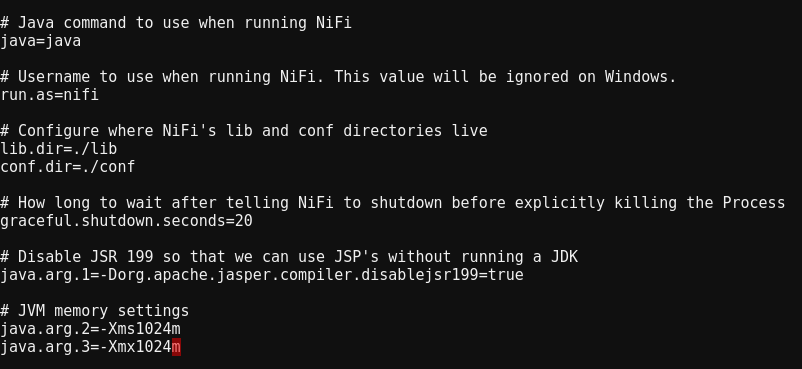 # Java command to use when running NiFi
java=java
# Username to use when running NiFi. This value will be ignored on Windows.
run.as=nifi
# Configure where NiFi's lib and conf directories live
lib.dir=./lib
conf.dir=./conf
# How long to wait after telling NiFi to shutdown before explicitly killing the Process
graceful.shutdown.seconds=20
# Disable JSR 199 so that we can use JSP's without running a JDK
java.arg.1=-Dorg.apache.jasper.compiler.disablejsr199=true
# JVM memory settings
java.arg.2=-Xms1024m
java.arg.3=-Xmx1024m